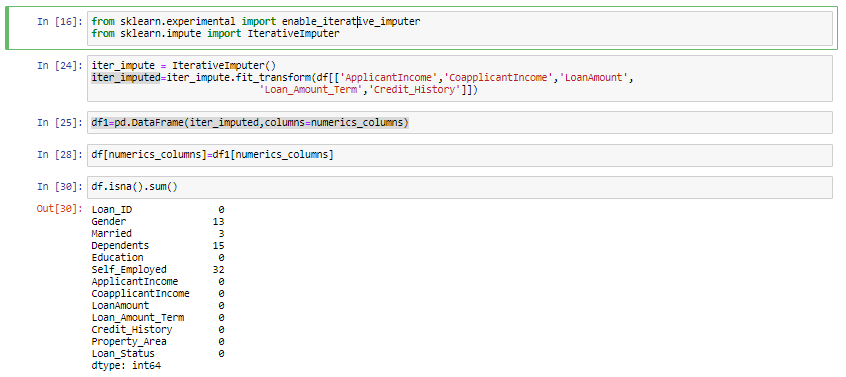 In [16]: from sklearn.experimental import enable_iterative_imputer
from sklearn.impute import IterativeImputer
In [24]: iter_impute = IterativeImputer()
iter_imputed=iter_impute.fit_transform(df[['ApplicantIncome','CoapplicantIncome','LoanAmount',
'Loan_Amount_Term','Credit_History']])
In [25]: df1=pd.DataFrame(iter_imputed,columns=numerics_columns)
In [28]: df[numerics_columns]=df1[numerics_columns]
In [30]: df.isna().sum()
Out[30]: Loan_ID 0
Gender 13
Married 3
Dependents 15
Education 0
Self_Employed 32
ApplicantIncome 0
CoapplicantIncome 0
LoanAmount 0
Loan_Amount_Term 0
Credit_History 0
Property_Area 0
Loan_Status 0
dtype: int64